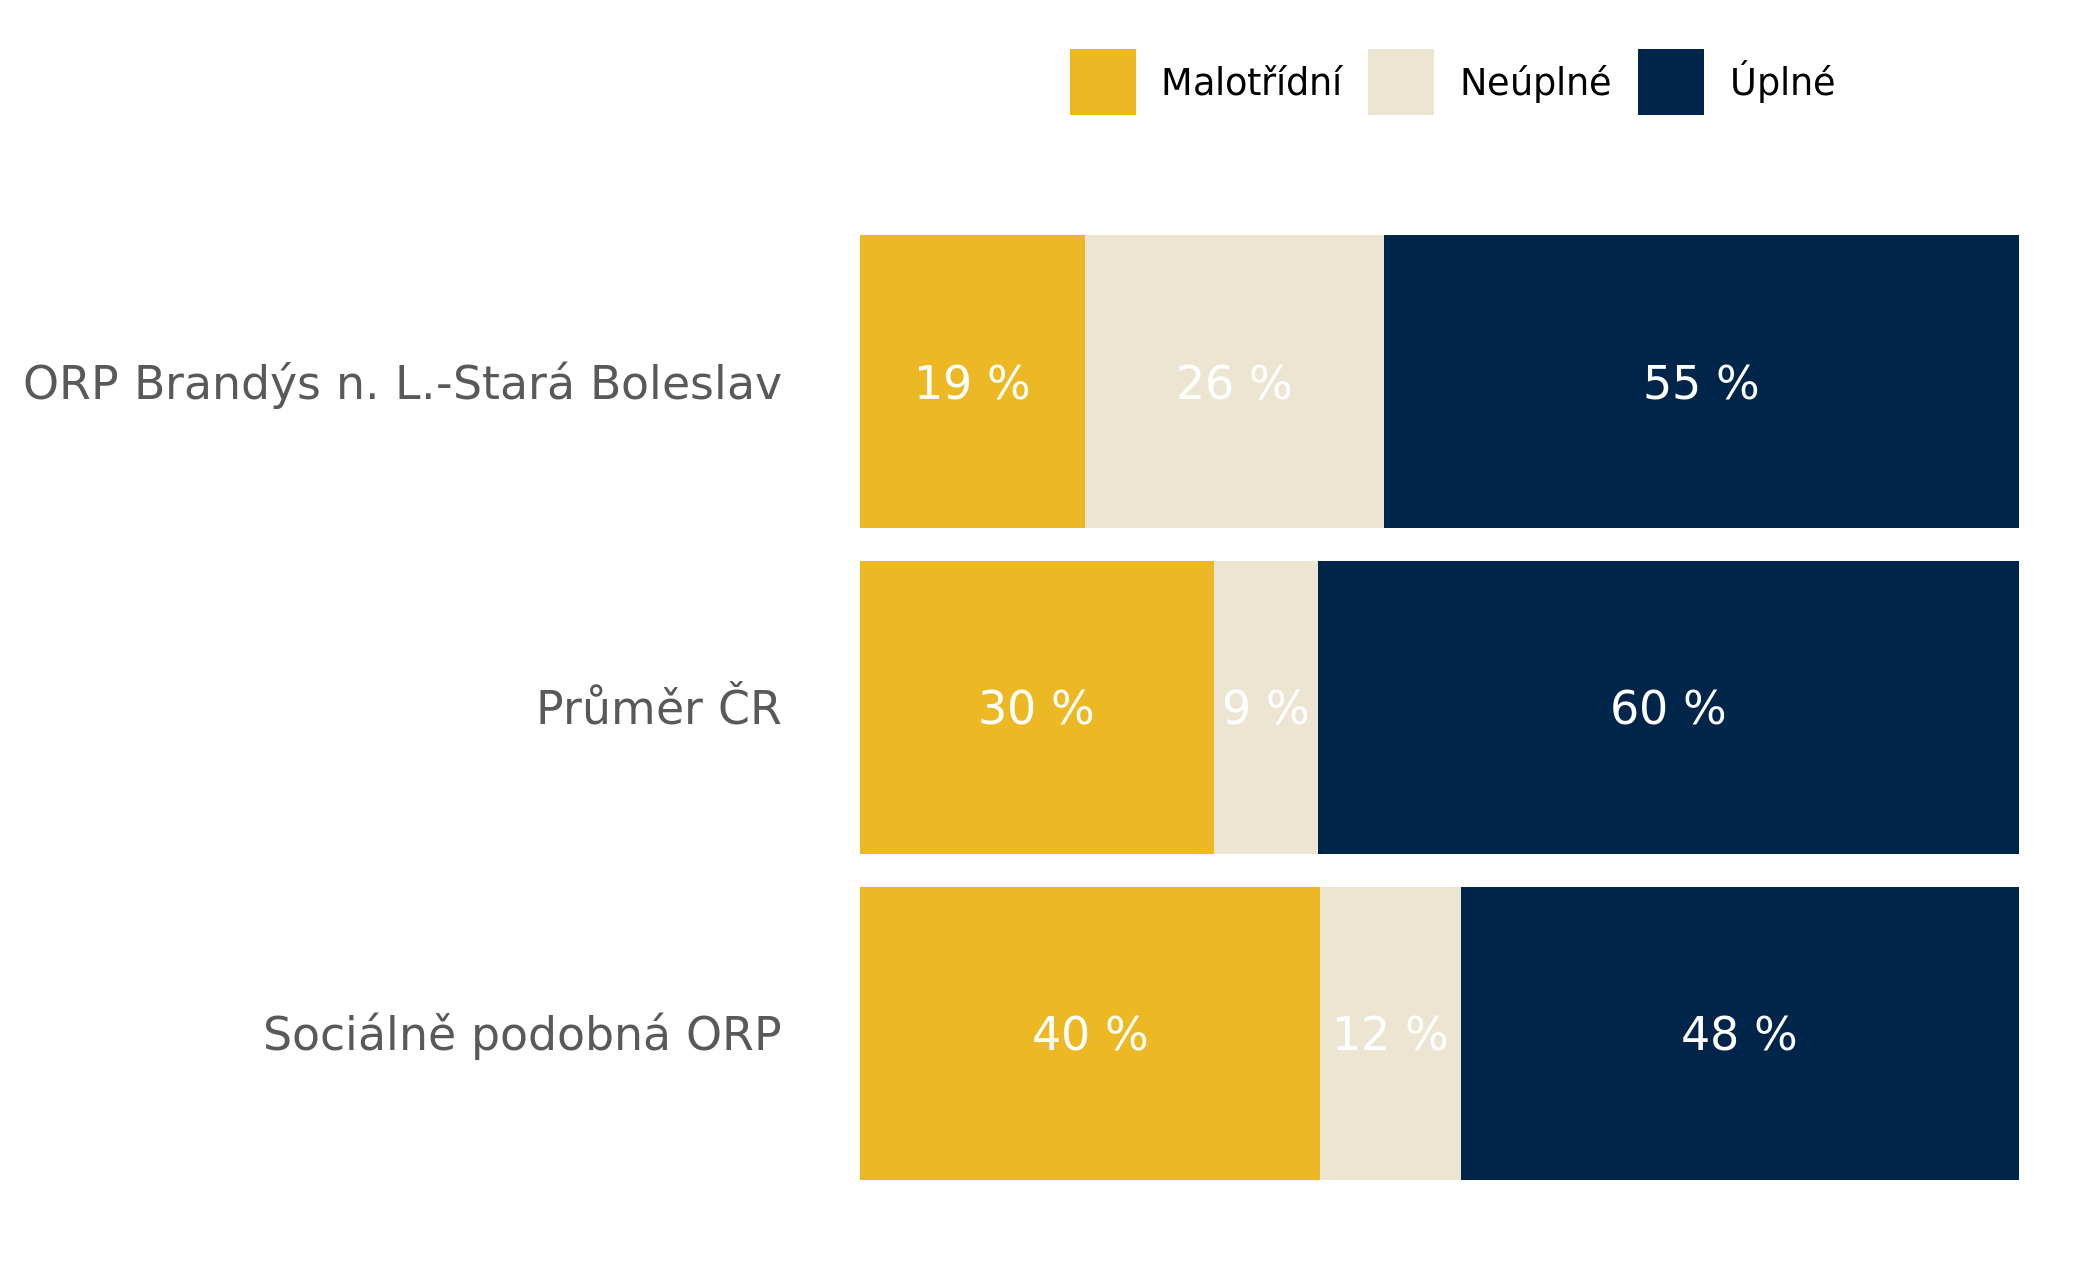 Malotřídní Neúplné Úplné
ORP Brandýs n. L.-Stará Boleslav 19 % 26 % 55 %
Průměr ČR 30 % 9 % 60 %
Sociálně podobná ORP 40 % 12 % 48 %